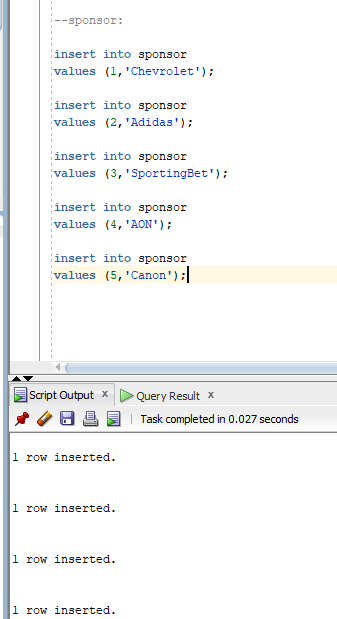 --sponsor:
insert into sponsor
values (1,'Chevrolet');
insert into sponsor
values (2,'Adidas');
insert into sponsor
values (3,'SportingBet');
insert into sponsor
values (4,'AON');
insert into sponsor
values (5,'Canon');
Script Output x Query Result x
Task completed in 0.027 seconds
1 row inserted.
1 row inserted.
1 row inserted.
1 row inserted.